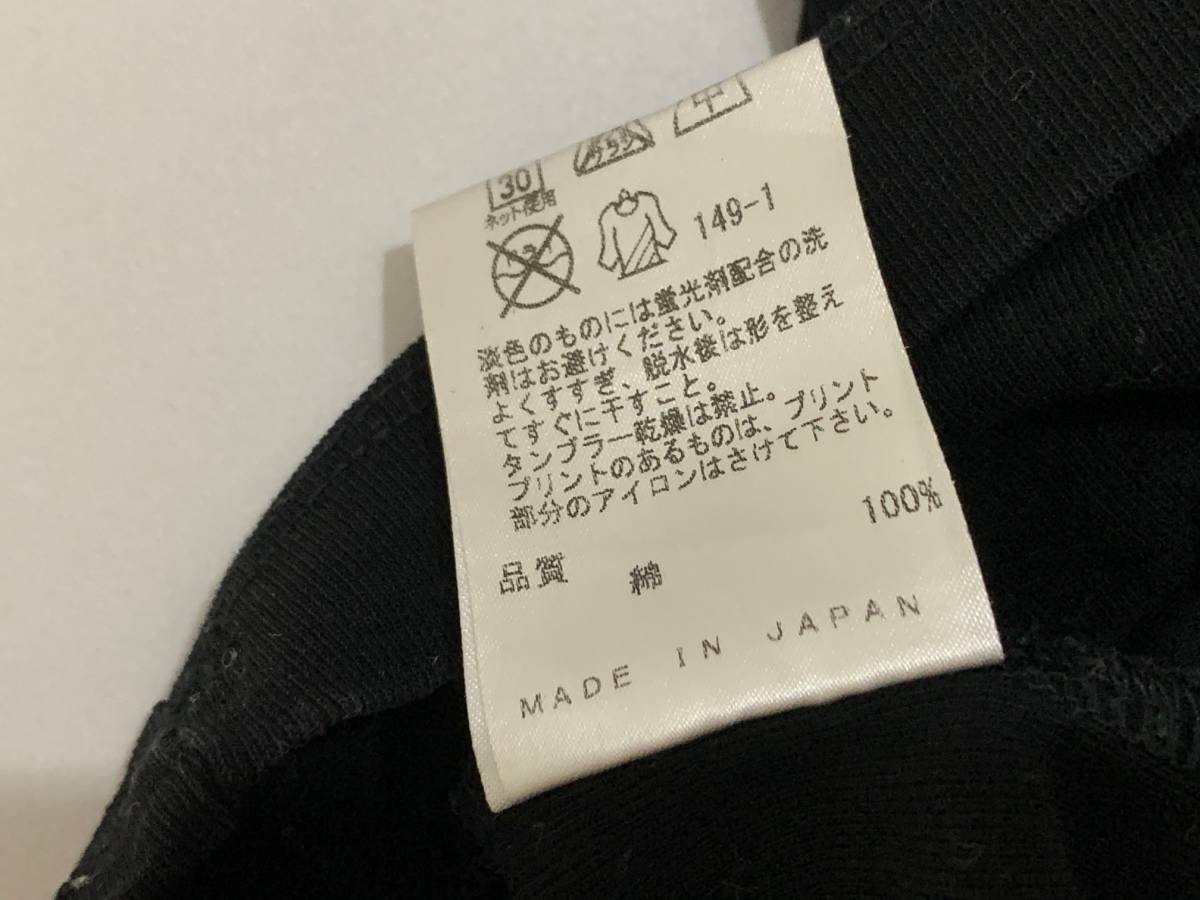 30
中
ネット使用
149-1
淡色のものには蛍光剤配合の洗
剤はお避けください。
よくすすぎ、脱水後は形を整え
てすぐに干すこと。
タンブラー乾燥は禁止。
プリントのあるものは、プリント
部分のアイロンはさけて下さい。
品質 綿 100%
MADE IN JAPAN